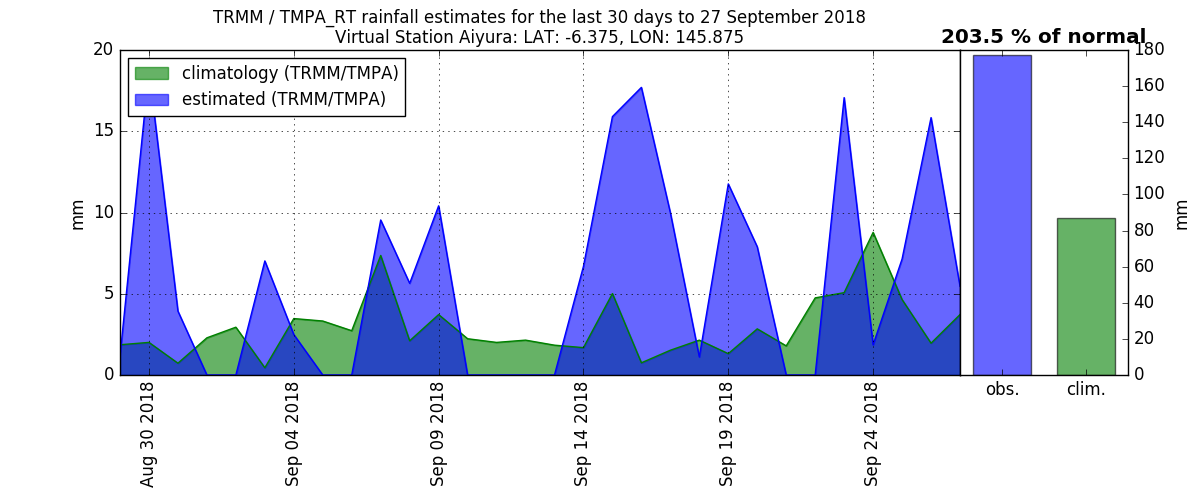 TRMM / TMPA_RT rainfall estimates for the last 30 days to 27 September 2018
Virtual Station Aiyura: LAT: -6.375, LON: 145.875
203.5 % of normal
climatology (TRMM/TMPA)
estimated (TRMM/TMPA)
mm
20
15
10
5
0
Aug 30 2018
Sep 04 2018
Sep 09 2018
Sep 14 2018
Sep 19 2018
Sep 24 2018
180
160
140
120
100
80
60
40
20
0
mm
obs.
clim.